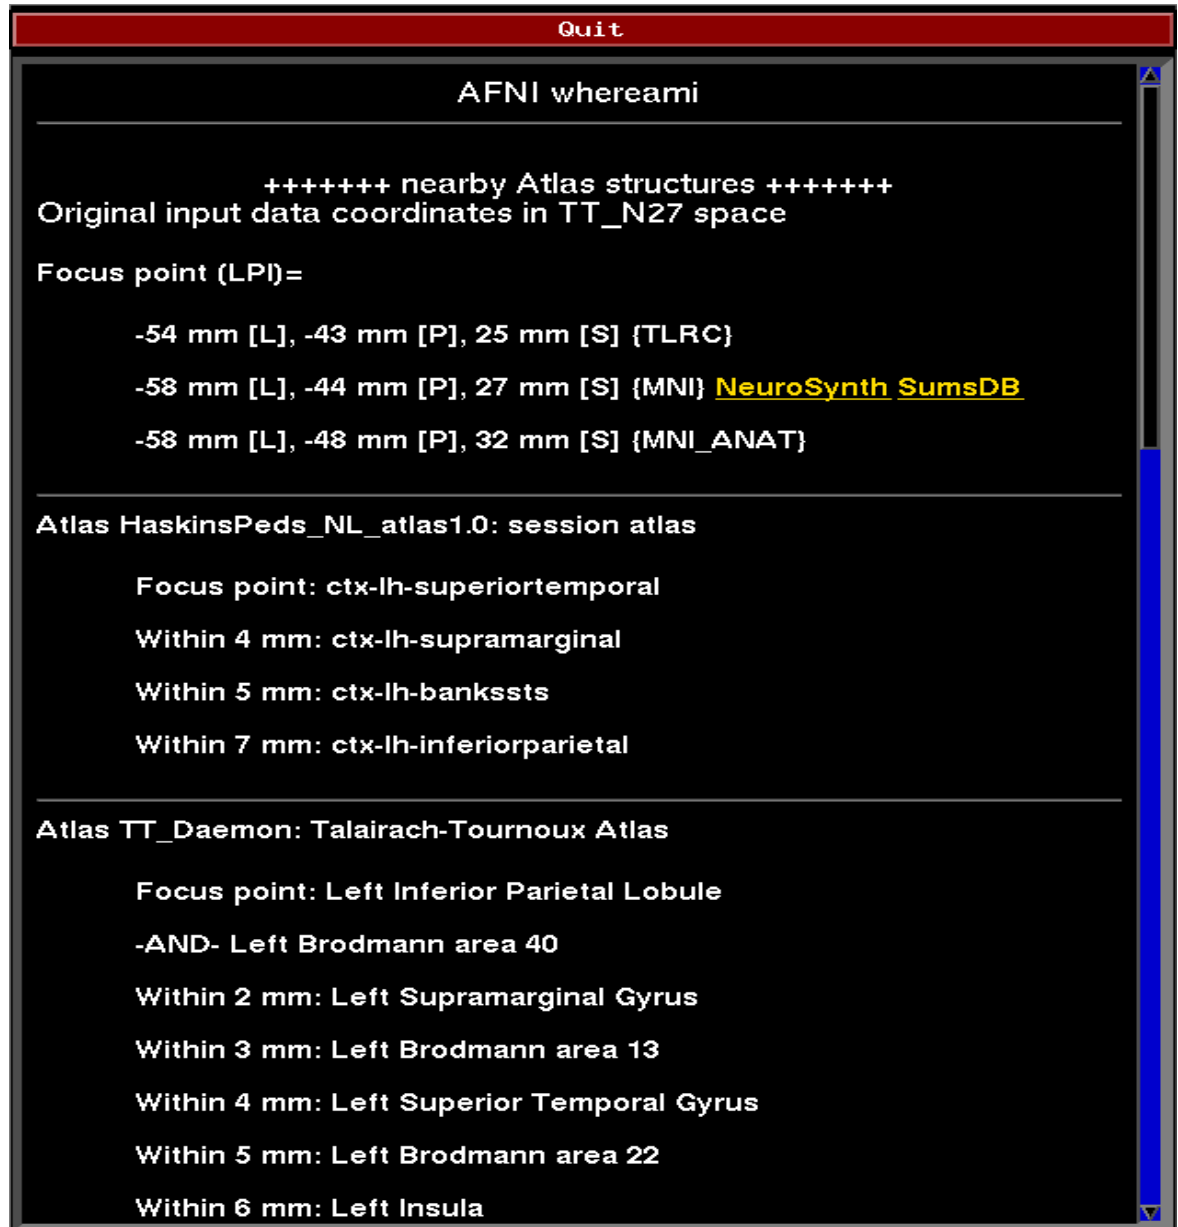 Quit
AFNI whereami
+++++++ nearby Atlas structures +++++++
Original input data coordinates in TT_N27 space
Focus point (LPI)=
-54 mm [L], -43 mm [P], 25 mm [S] {TLRC}
-58 mm [L], -44 mm [P], 27 mm [S] {MNI} NeuroSynth SumsDB
-58 mm [L], -48 mm [P], 32 mm [S] {MNI_ANAT}
Atlas HaskinsPeds_NL_atlas1.0: session atlas
Focus point: ctx-lh-superiortemporal
Within 4 mm: ctx-lh-supramarginal
Within 5 mm: ctx-lh-bankssts
Within 7 mm: ctx-lh-inferiorparietal
Atlas TT_Daemon: Talairach-Tournoux Atlas
Focus point: Left Inferior Parietal Lobule
-AND- Left Brodmann area 40
Within 2 mm: Left Supramarginal Gyrus
Within 3 mm: Left Brodmann area 13
Within 4 mm: Left Superior Temporal Gyrus
Within 5 mm: Left Brodmann area 22
Within 6 mm: Left Insula